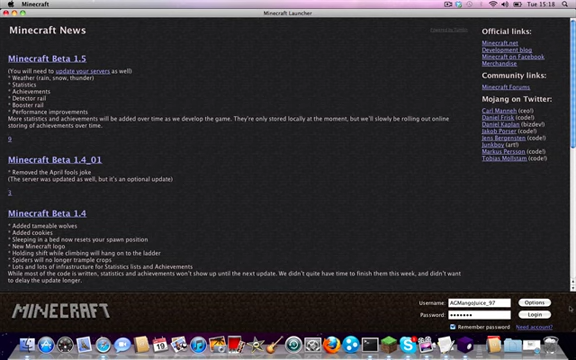 Minecraft
Tue 15:18
Minecraft Launcher
Minecraft News
Minecraft Beta 1.5
(You will need to update your servers as well)
* Weather (rain, snow, thunder)
* Statistics
* Achievements
* Detector rail
* Booster rail
* Performance improvements
More statistics and achievements will be added over time as we develop the game. They're only stored locally at the moment, but we'll slowly be rolling out online
storing of achievements over time.
9
Minecraft Beta 1.4_01
* Removed the April fools joke
(The server was updated as well, but it's an optional update)
3
Minecraft Beta 1.4
* Added tameable wolves
* Added cookies
* Sleeping in a bed now resets your spawn position
* New Minecraft logo
* Holding shift while climbing will hang on to the ladder
* Spiders will no longer trample crops
* Lots and lots of infrastructure for Statistics lists and Achievements
While most of the code is written, statistics and achievements won't show up until the next update. We didn't quite have time to finish them this week, and didn't want
to delay the update longer.
Official links:
Minecraft.net
Development blog
Minecraft on Facebook
Merchandise
Community links:
Minecraft Forums
Mojang on Twitter:
Carl Manneh (ceo!)
Daniel Frisk (code!)
Daniel Kaplan (bizdev!)
Jakob Porser (code!)
Jens Bergensten (code!)
Junkboy (art!)
Markus Persson (code!)
Tobias Mollstam (code!)
MINECRAFT
Username: AGMangoJuice_97
Options
Password:
Login
Remember password
Need account?